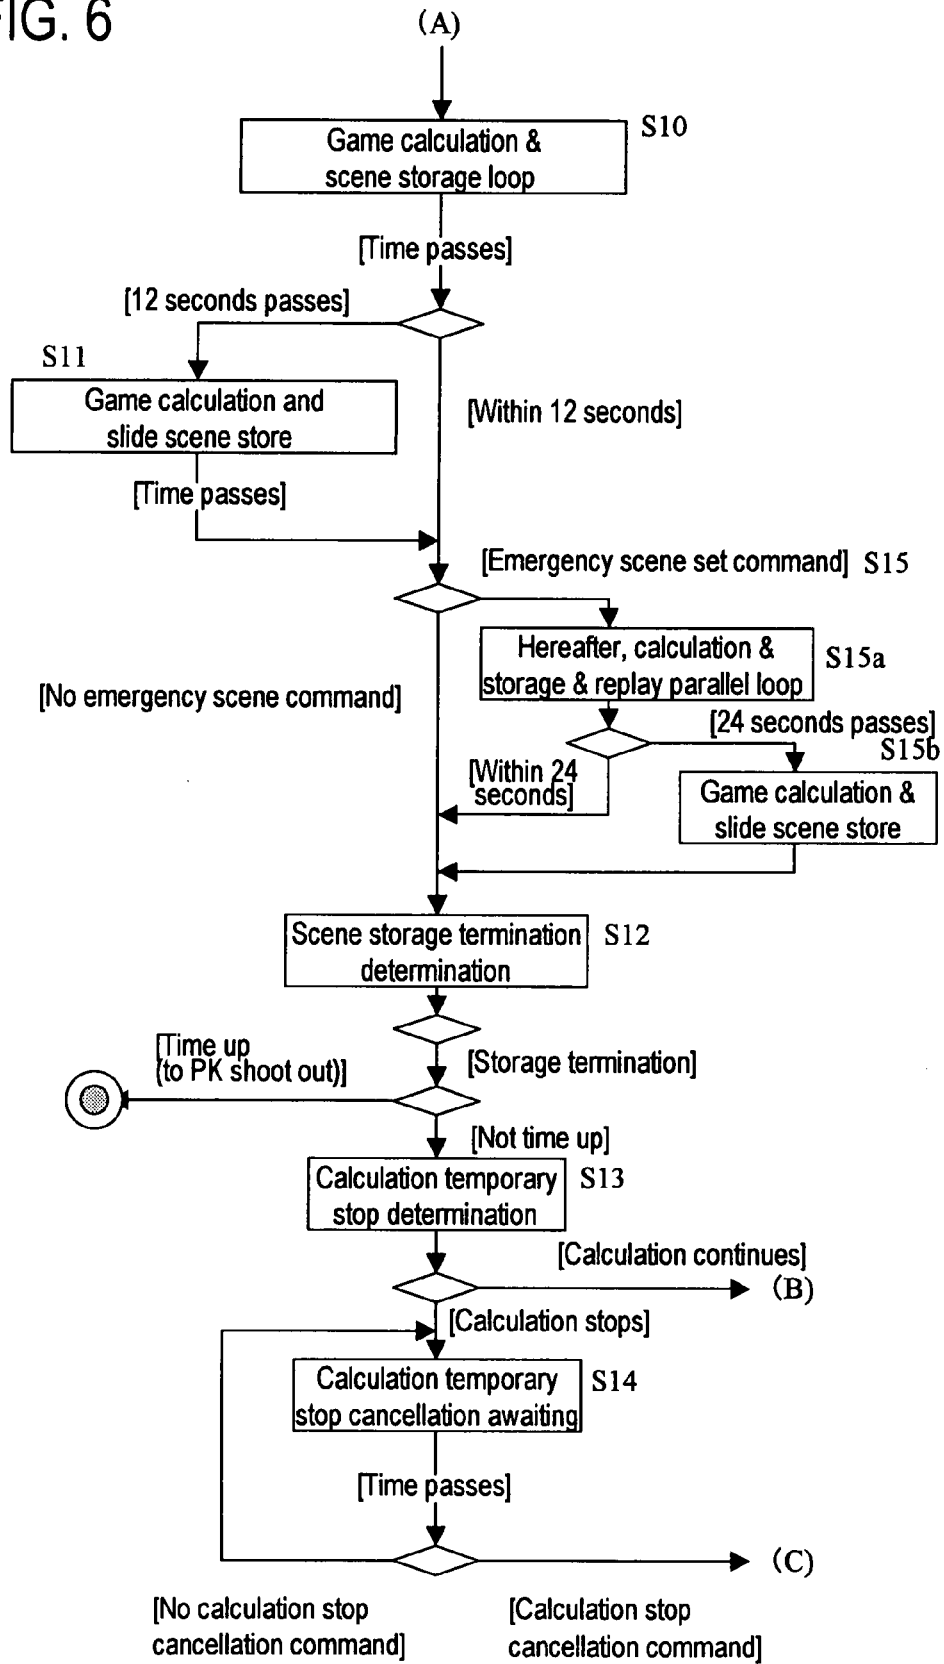 FIG. 6
(A)
S10
Game calculation &
scene storage loop
[Time passes]
[12 seconds passes]
S11
Game calculation and
slide scene store
[Within 12 seconds]
[Time passes]
[Emergency scene set command] S15
Hereafter, calculation &
storage & replay parallel loop
S15a
[No emergency scene command]
[24 seconds passes]
S15b
[Within 24
seconds]
Game calculation &
slide scene store
Scene storage termination
determination
S12
[Time up
(to PK shoot out)]
[Storage termination]
[Not time up]
Calculation temporary
stop determination
S13
[Calculation continues]
(B)
[Calculation stops]
Calculation temporary
stop cancellation awaiting
S14
[Time passes]
(C)
[No calculation stop
cancellation command]
[Calculation stop
cancellation command]